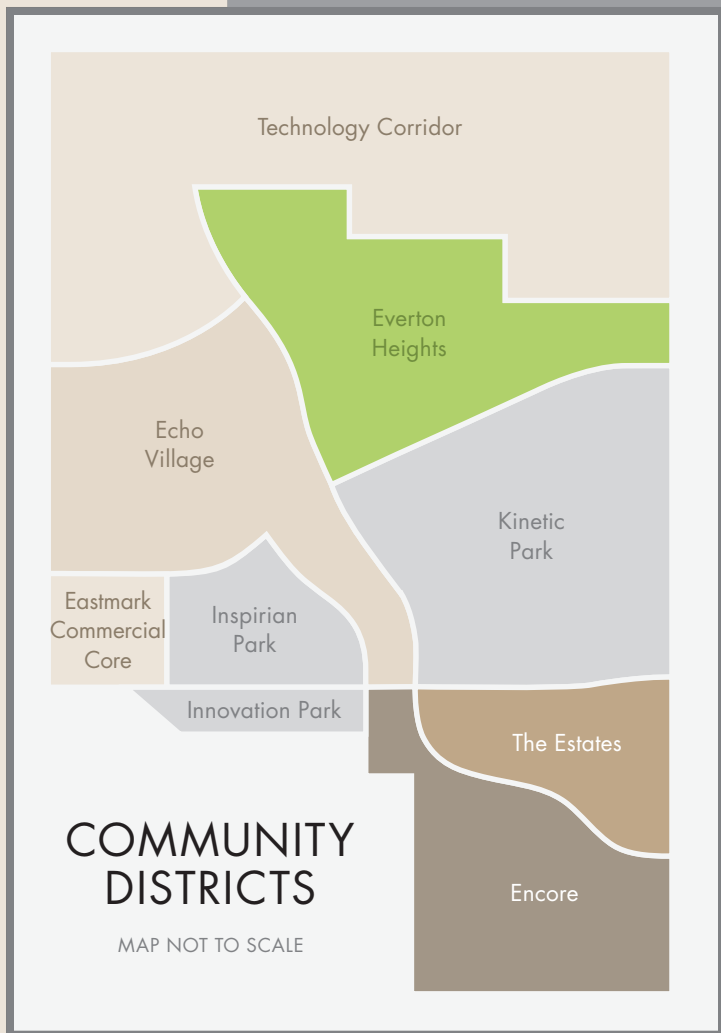 Technology Corridor
Everton
Heights
Echo
Village
Kinetic
Park
Eastmark
Commercial
Core
Inspirian
Park
Innovation Park
The Estates
COMMUNITY
DISTRICTS
Encore
MAP NOT TO SCALE